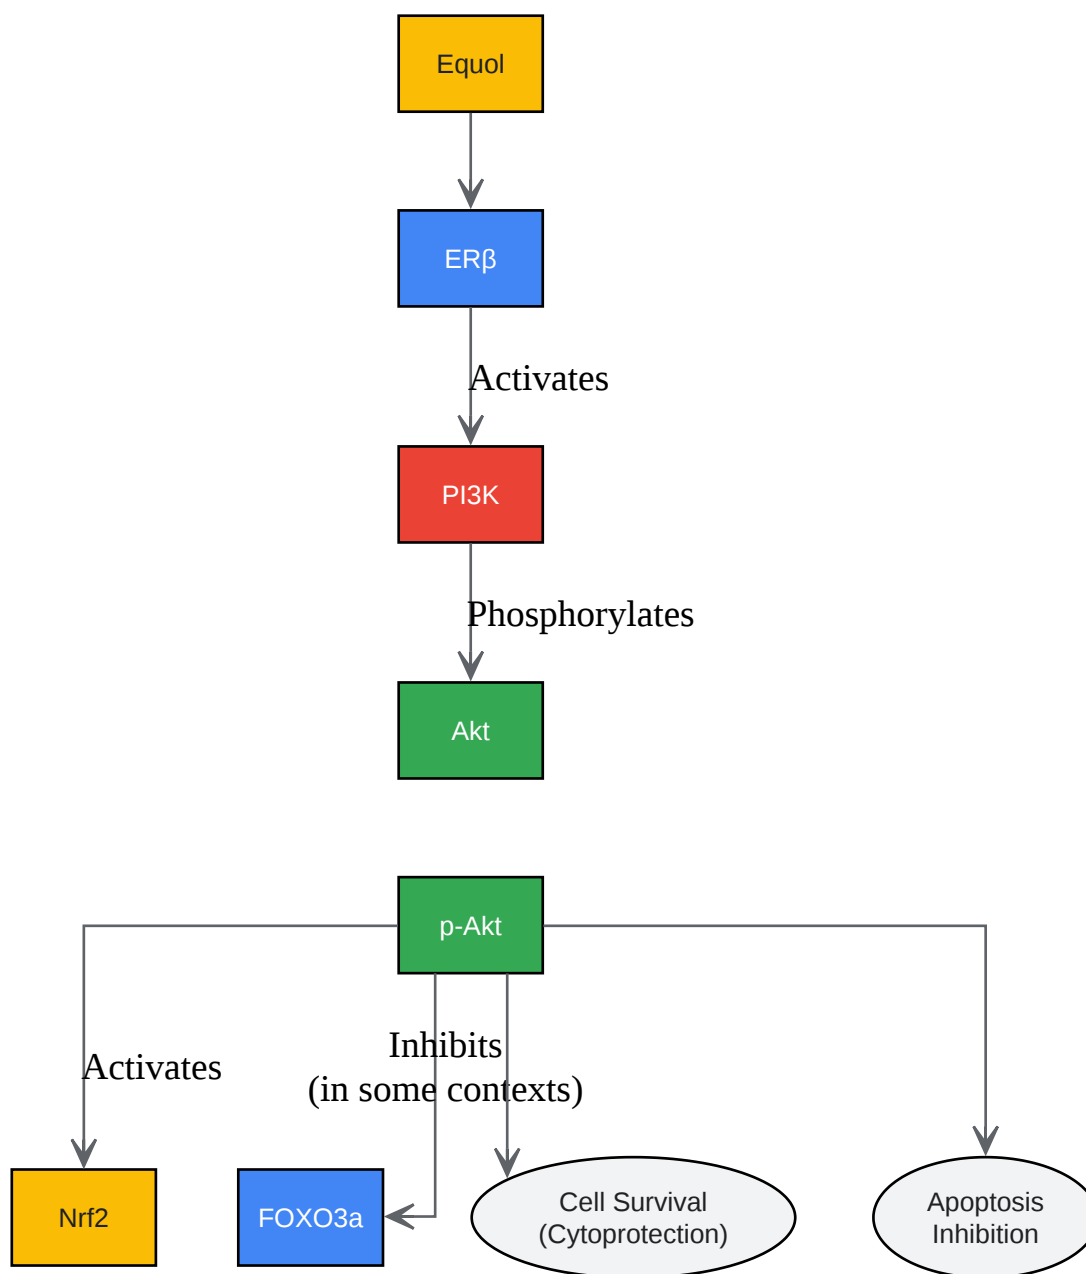 Equol
ERβ
Activates
PI3K
Phosphorylates
Akt
p-Akt
Activates
Inhibits
(in some contexts)
Nrf2
FOXO3a
Cell Survival
(Cytoprotection)
Apoptosis
Inhibition